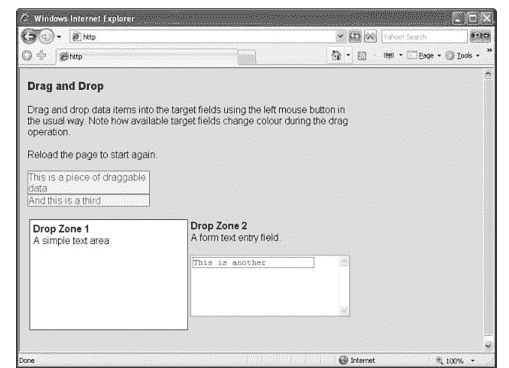 Windows Internet Explorer
http
Yahoo! Search
http
Page
Tools
»
Drag and Drop
Drag and drop data items into the target fields using the left mouse button in
the usual way. Note how available target fields change colour during the drag
operation.
Reload the page to start again.
This is a piece of draggable
data
And this is a third
Drop Zone 1
A simple text area
Drop Zone 2
A form text entry field.
This is another
Done
Internet
100%